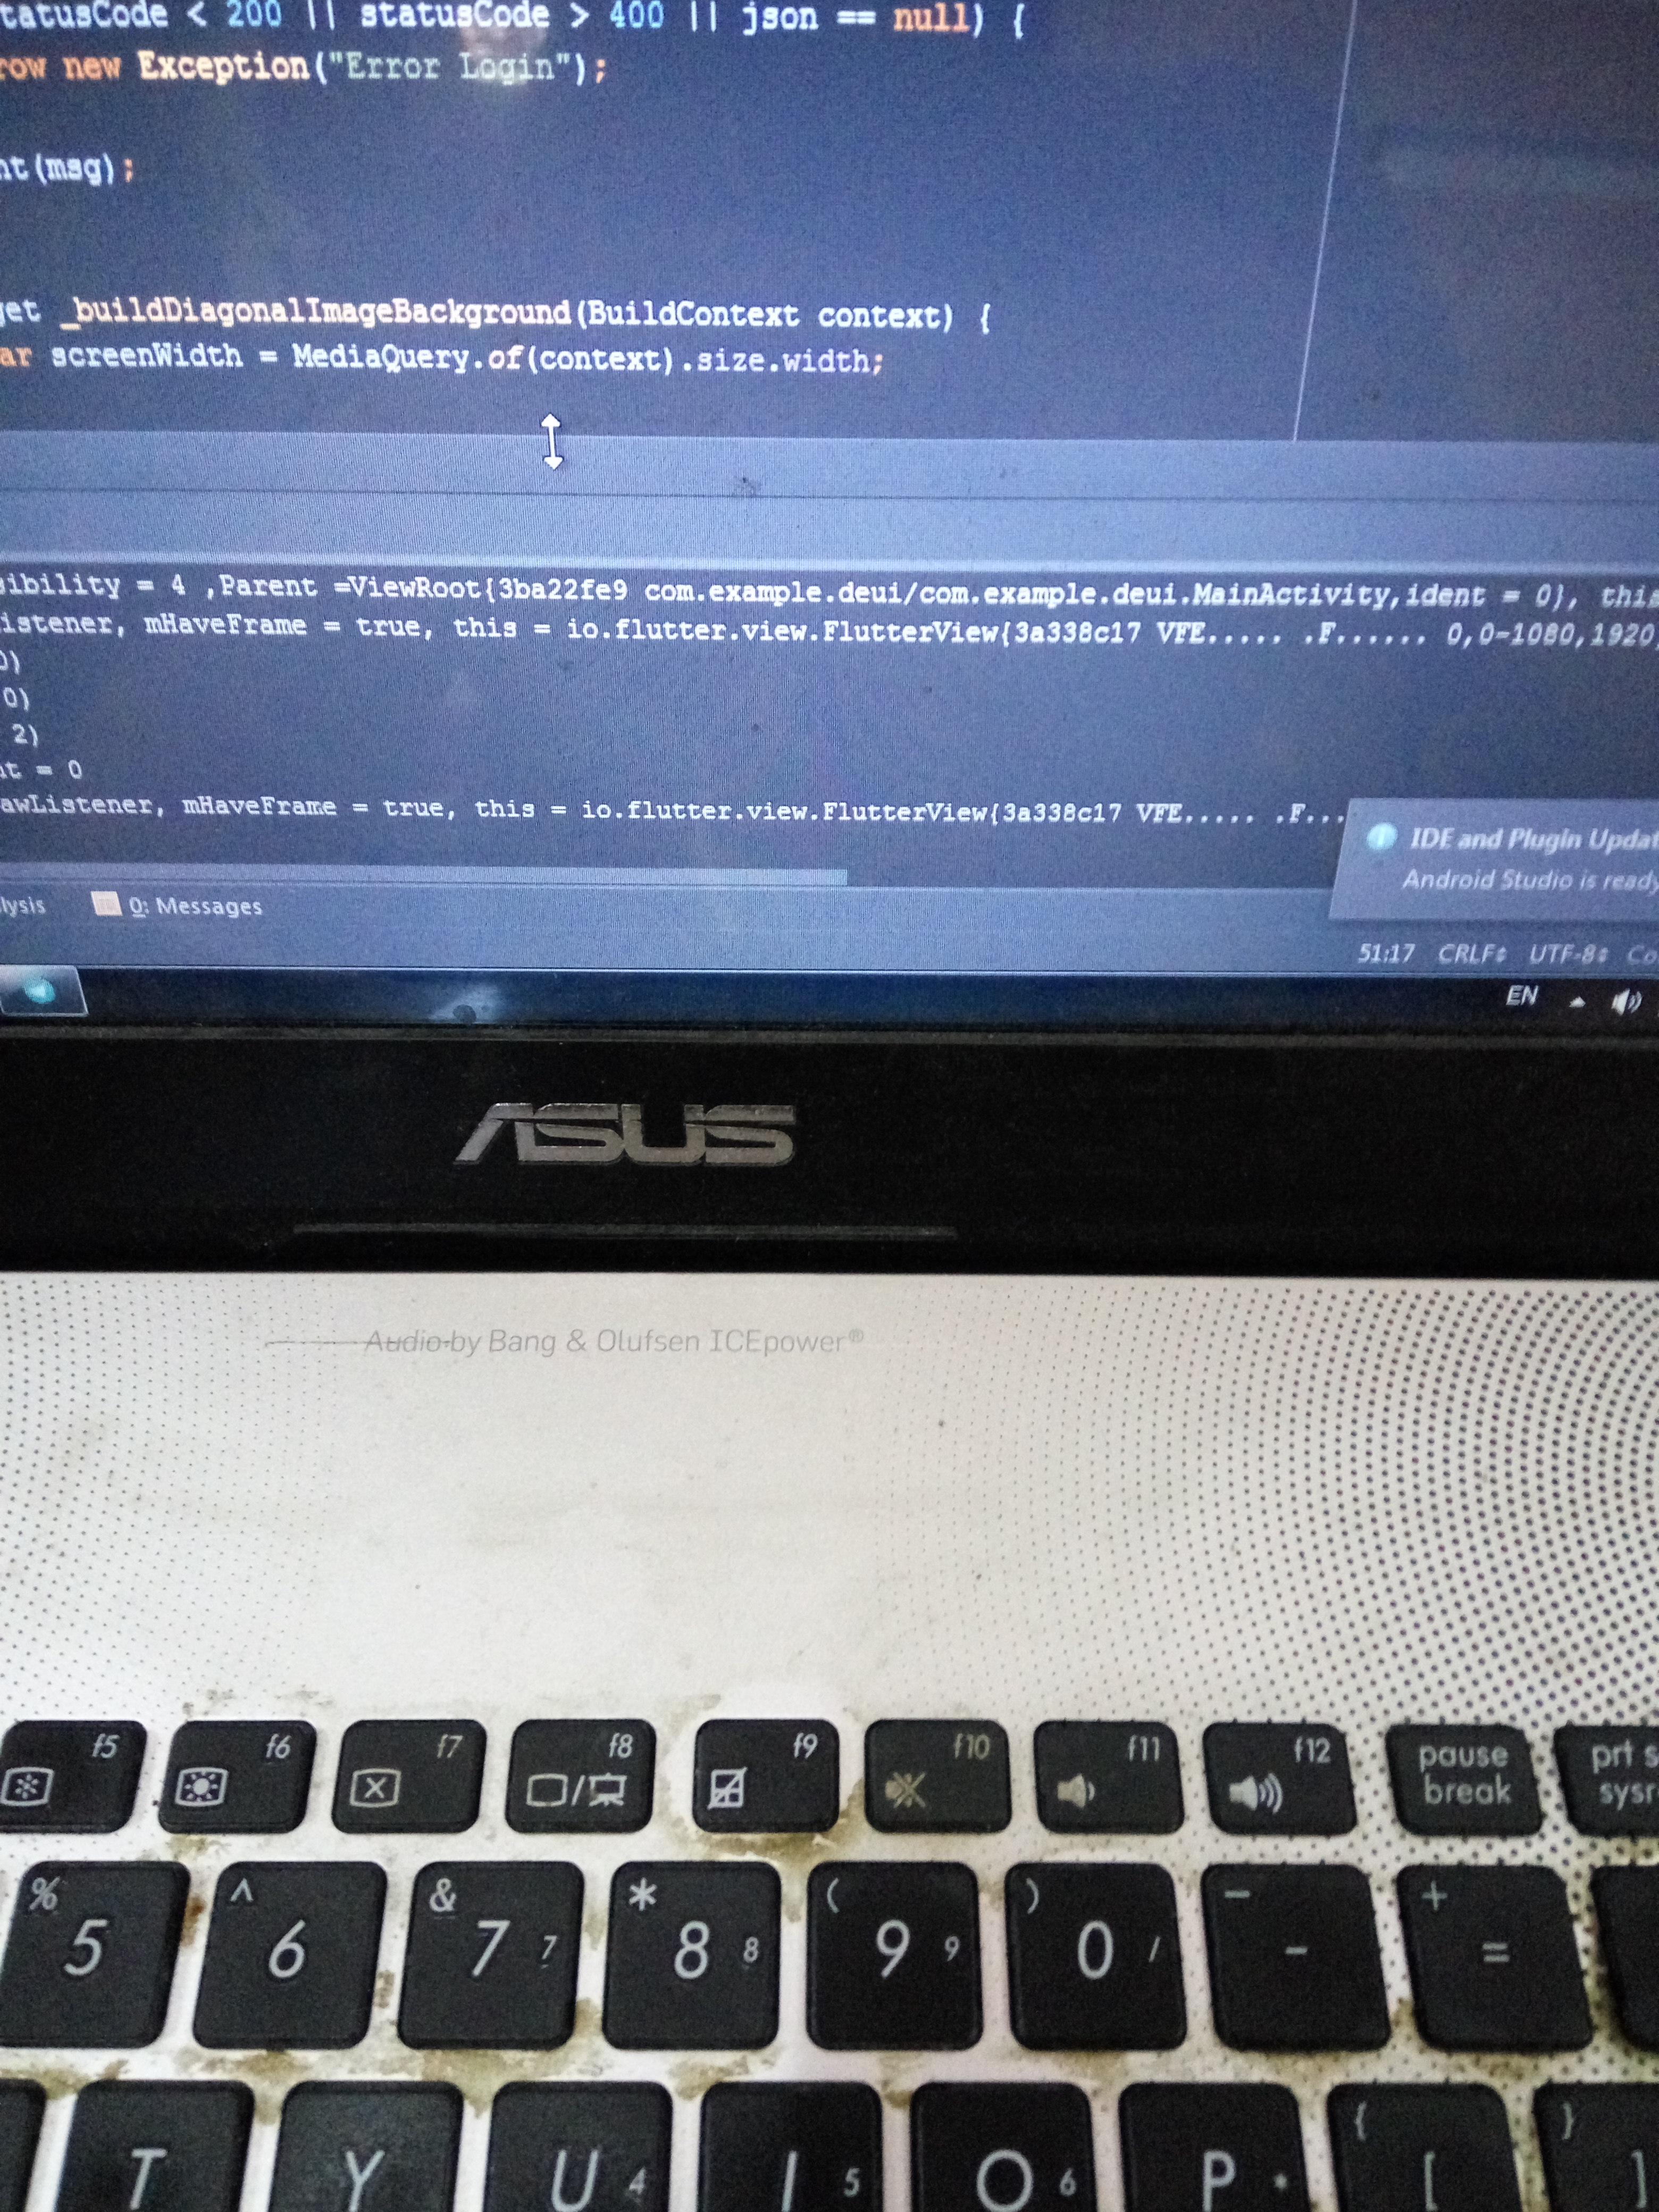 tatusCode < 200 || statusCode > 400 || json == null) {
row new Exception("Error Login");
nt(msg);
get _buildDiagonalImageBackground(BuildContext context) {
ar screenWidth = MediaQuery.of(context).size.width;
sibility = 4 ,Parent =ViewRoot{3ba22fe9 com.example.deui/com.example.deui.MainActivity,ident = 0}, this
istener, mHaveFrame = true, this = io.flutter.view.FlutterView{3a338c17 VFE..... .F...... 0,0-1080,1920
0)
0)
2)
nt = 0
awListener, mHaveFrame = true, this = io.flutter.view.FlutterView{3a338c17 VFE..... .F...
IDE and Plugin Updat
Android Studio is ready
lysis 0: Messages
51:17 CRLF UTF-8 Co
EN
ASUS
Audio by Bang & Olufsen ICEpower®
f5 f6 f7 f8 f9 f10 f11 f12 pause break prt s sysr
% 5 ^ 6 & 7 7 * 8 8 ( 9 9 ) 0 / - - + =
T Y U 4 I 5 O 6 P * { [ } ]